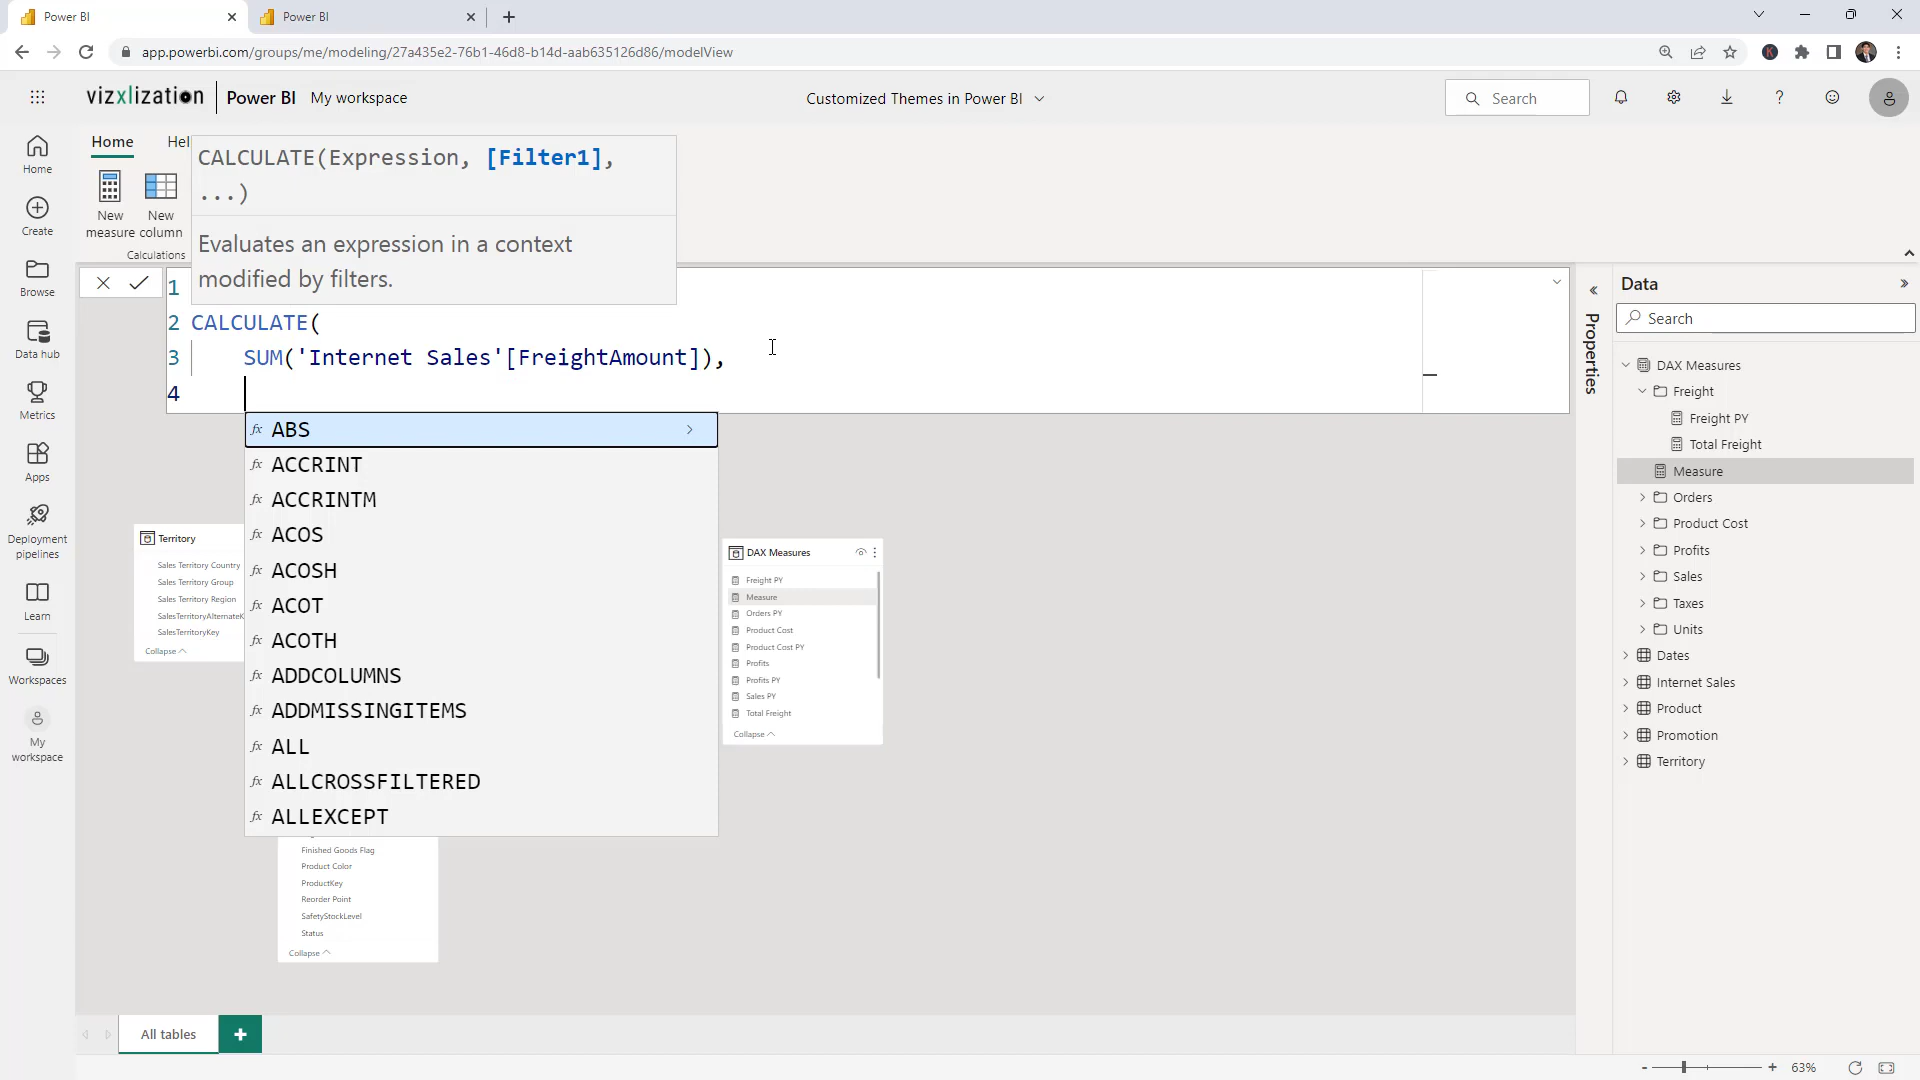 Power BI
Power BI
app.powerbi.com/groups/me/modeling/27a435e2-76b1-46d8-b14d-aab635126d86/modelView
vizxlization
Power BI My workspace
Customized Themes in Power BI
Search
Home
Create
Browse
Data hub
Metrics
Apps
Deployment
pipelines
Learn
Workspaces
My
workspace
Home
Hel
New
measure
New
column
Calculations
CALCULATE(Expression, [Filter1],
...)
Evaluates an expression in a context
modified by filters.
1
2 CALCULATE(
3 SUM('Internet Sales'[FreightAmount]),
4
ABS
ACCRINT
ACCRINTM
ACOS
ACOSH
ACOT
ACOTH
ADDCOLUMNS
ADDMISSINGITEMS
ALL
ALLCROSSFILTERED
ALLEXCEPT
Territory
Sales Territory Country
Sales Territory Group
Sales Territory Region
SalesTerritoryAlternateK
SalesTerritoryKey
Collapse
DAX Measures
Freight PY
Measure
Orders PY
Product Cost
Product Cost PY
Profits
Profits PY
Sales PY
Total Freight
Collapse
Finished Goods Flag
Product Color
ProductKey
Reorder Point
SafetyStockLevel
Status
Collapse
Properties
Data
Search
DAX Measures
Freight
Freight PY
Total Freight
Measure
Orders
Product Cost
Profits
Sales
Taxes
Units
Dates
Internet Sales
Product
Promotion
Territory
All tables
63%